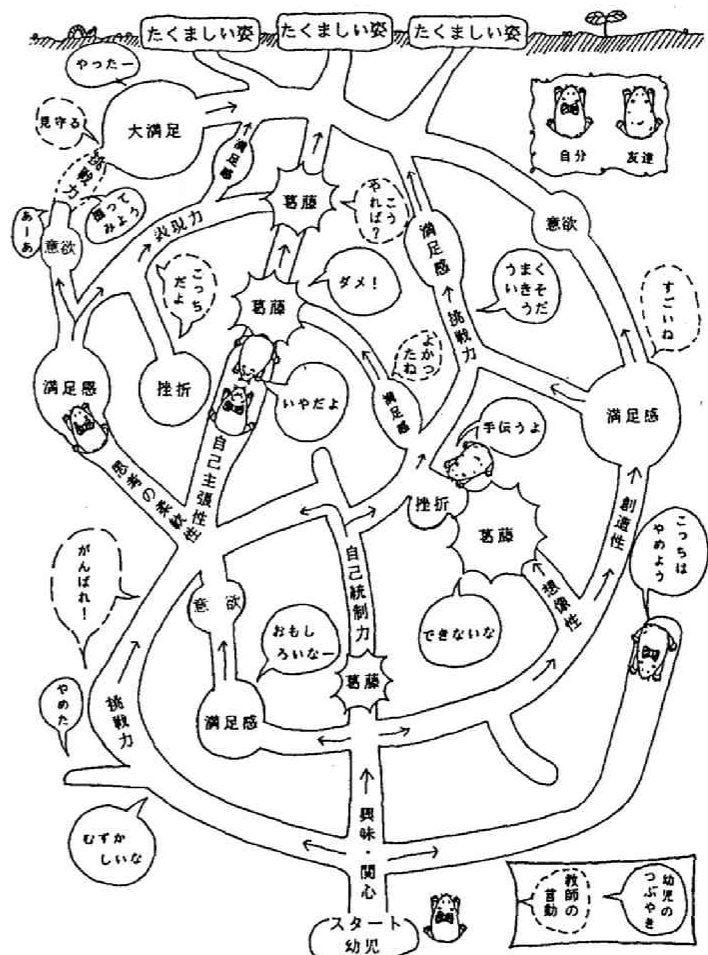 たくましい姿
たくましい姿
たくましい姿
やったー
見守る
大満足
挑戦力
掘って
みよう
あーあ
意欲
表現力
満足感
葛藤
こう
やれば?
自分
友達
意欲
満足感
うまく
いきそ
うだ
すごいね
こっち
だよ
ダメ!
葛藤
挑戦力
よかっ
たね
満足感
挫折
いやだよ
満足感
満足感
手伝うよ
思考の柔軟性
自己主張性
挫折
葛藤
創造性
こっちは
やめよう
がんばれ!
意欲
自己統制力
できないな
想像性
おもし
ろいなー
葛藤
やめた
挑戦力
満足感
むずか
しいな
興味・関心
幼児の
つぶやき
教師の
言動
スタート
幼児